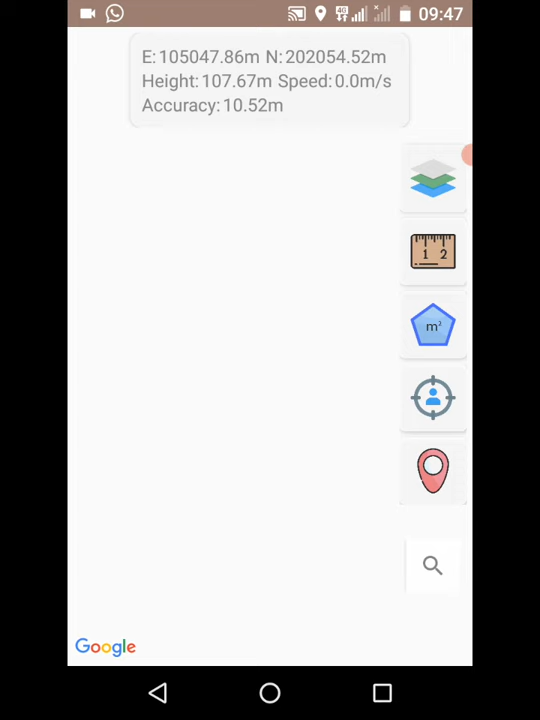 4G 09:47
E: 105047.86m N: 202054.52m
Height: 107.67m Speed: 0.0m/s
Accuracy: 10.52m
1 2
m²
Google